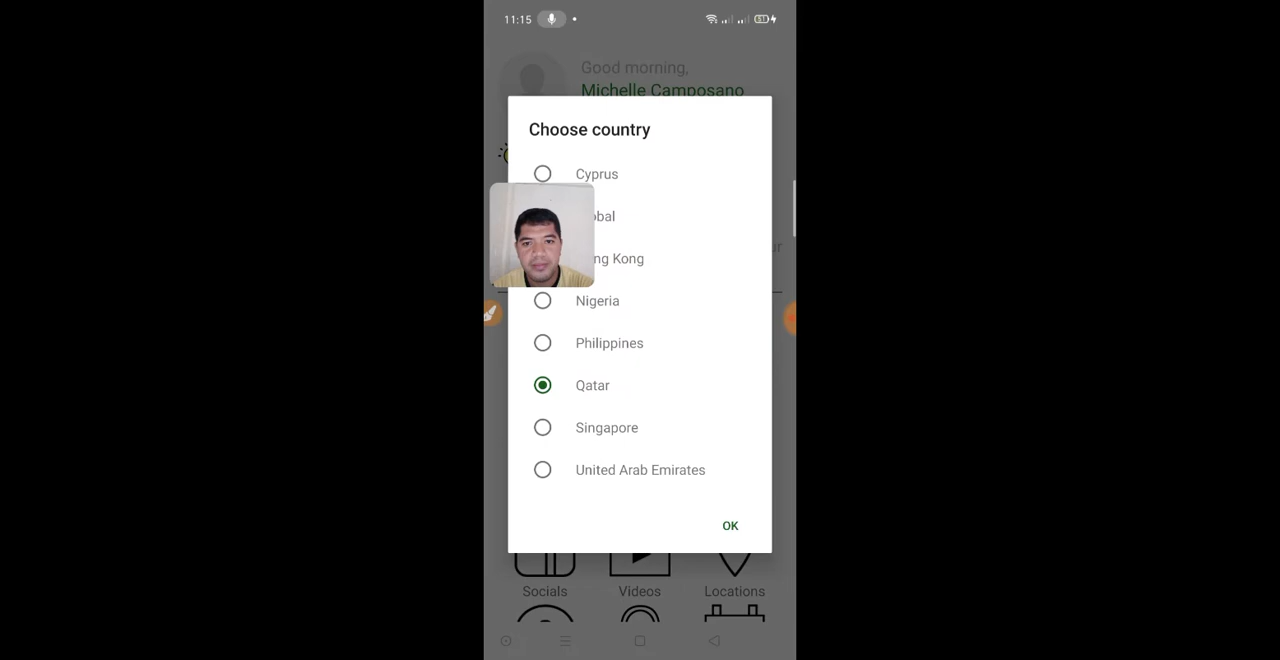 11:15
51
Good morning,
Michelle Camposano
Choose country
Cyprus
obal
ng Kong
Nigeria
Philippines
Qatar
Singapore
United Arab Emirates
OK
Socials Videos Locations